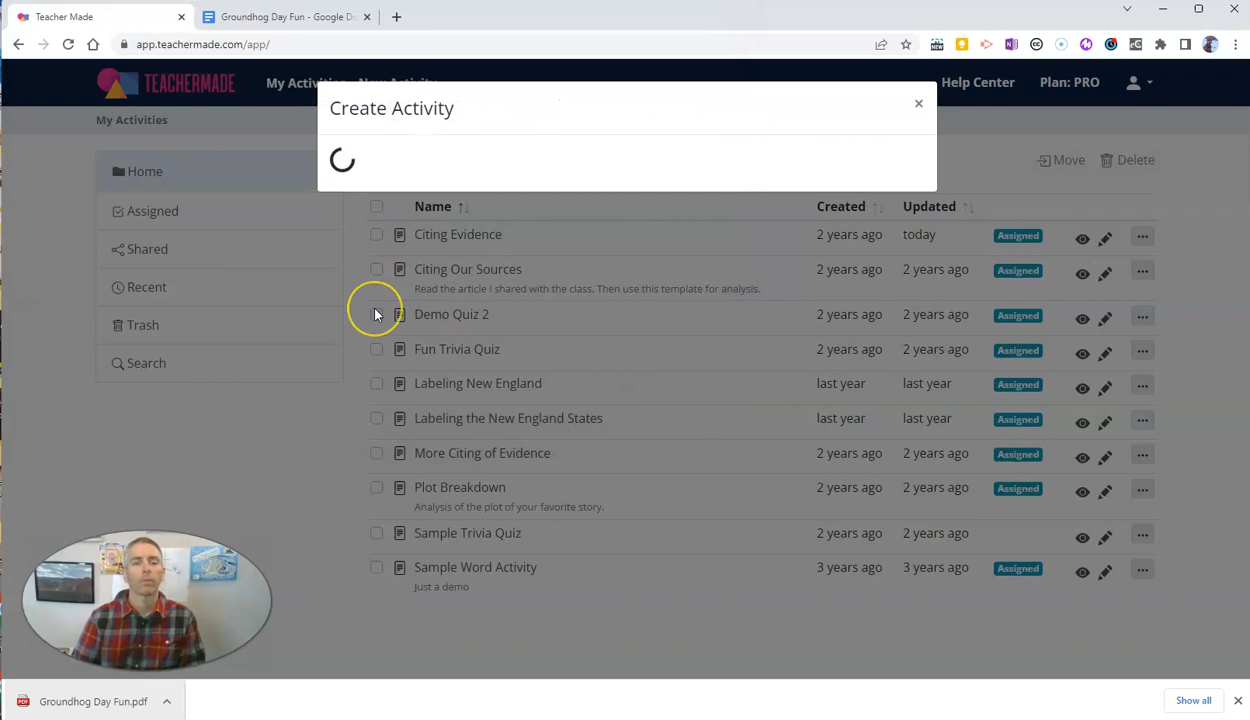 Teacher Made
Groundhog Day Fun - Google Do
app.teachermade.com/app/
TEACHERMADE
My Activities
New Activity
Help Center
Plan: PRO
My Activities
Create Activity
Home
Assigned
Shared
Recent
Trash
Search
Move
Delete
Name
Created
Updated
Citing Evidence
2 years ago
today
Assigned
Citing Our Sources
2 years ago
2 years ago
Assigned
Read the article I shared with the class. Then use this template for analysis.
Demo Quiz 2
2 years ago
2 years ago
Assigned
Fun Trivia Quiz
2 years ago
2 years ago
Assigned
Labeling New England
last year
last year
Assigned
Labeling the New England States
last year
last year
Assigned
More Citing of Evidence
2 years ago
2 years ago
Assigned
Plot Breakdown
2 years ago
2 years ago
Assigned
Analysis of the plot of your favorite story.
Sample Trivia Quiz
2 years ago
2 years ago
Sample Word Activity
3 years ago
3 years ago
Assigned
Just a demo
Groundhog Day Fun.pdf
Show all